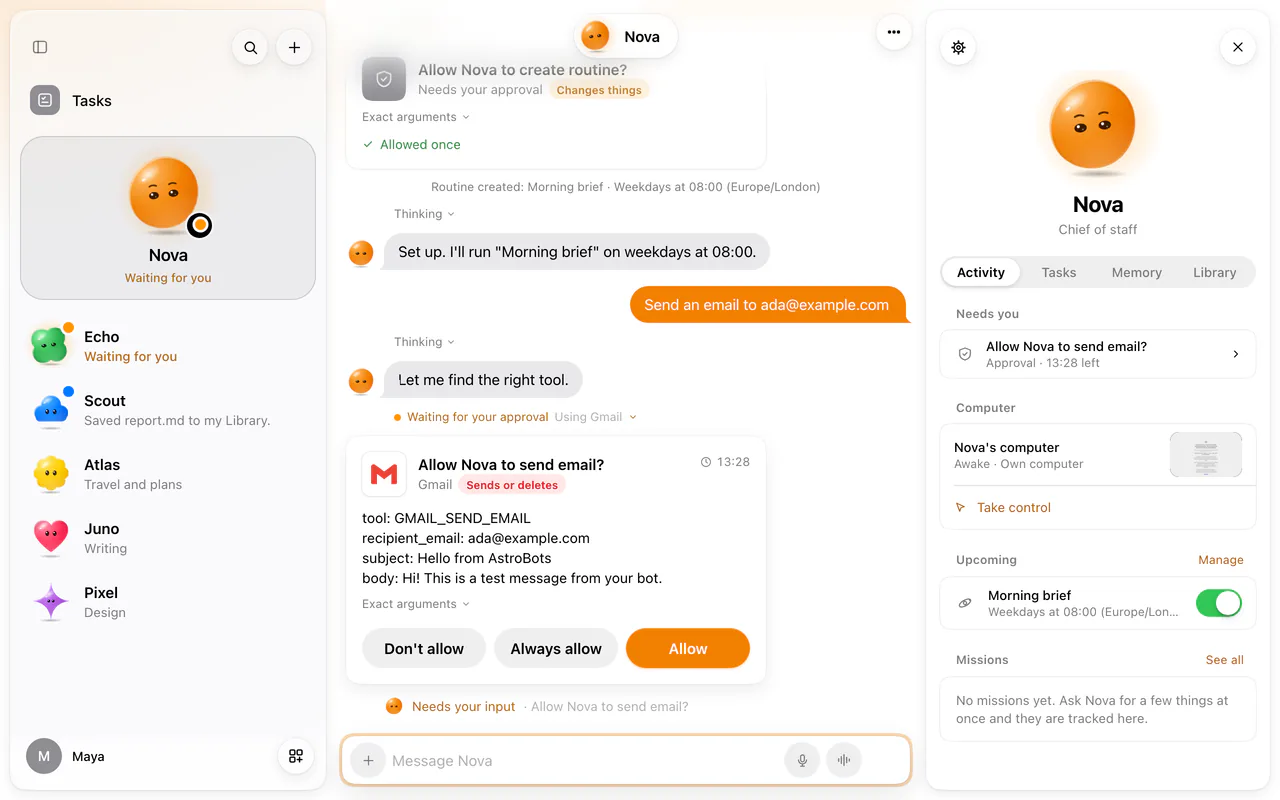 Tasks
Nova
Waiting for you
Echo
Waiting for you
Scout
Saved report.md to my Library.
Atlas
Travel and plans
Juno
Writing
Pixel
Design
M
Maya
Nova
Allow Nova to create routine?
Needs your approval Changes things
Exact arguments
Allowed once
Routine created: Morning brief · Weekdays at 08:00 (Europe/London)
Thinking
Set up. I'll run "Morning brief" on weekdays at 08:00.
Send an email to ada@example.com
Thinking
Let me find the right tool.
Waiting for your approval Using Gmail
Allow Nova to send email? 13:28
Gmail Sends or deletes
tool: GMAIL_SEND_EMAIL
recipient_email: ada@example.com
subject: Hello from AstroBots
body: Hi! This is a test message from your bot.
Exact arguments
Don't allow Always allow Allow
Needs your input · Allow Nova to send email?
Message Nova
Nova
Chief of staff
Activity Tasks Memory Library
Needs you
Allow Nova to send email?
Approval · 13:28 left
Computer
Nova's computer
Awake · Own computer
Take control
Upcoming Manage
Morning brief
Weekdays at 08:00 (Europe/Lon...
Missions See all
No missions yet. Ask Nova for a few things at
once and they are tracked here.